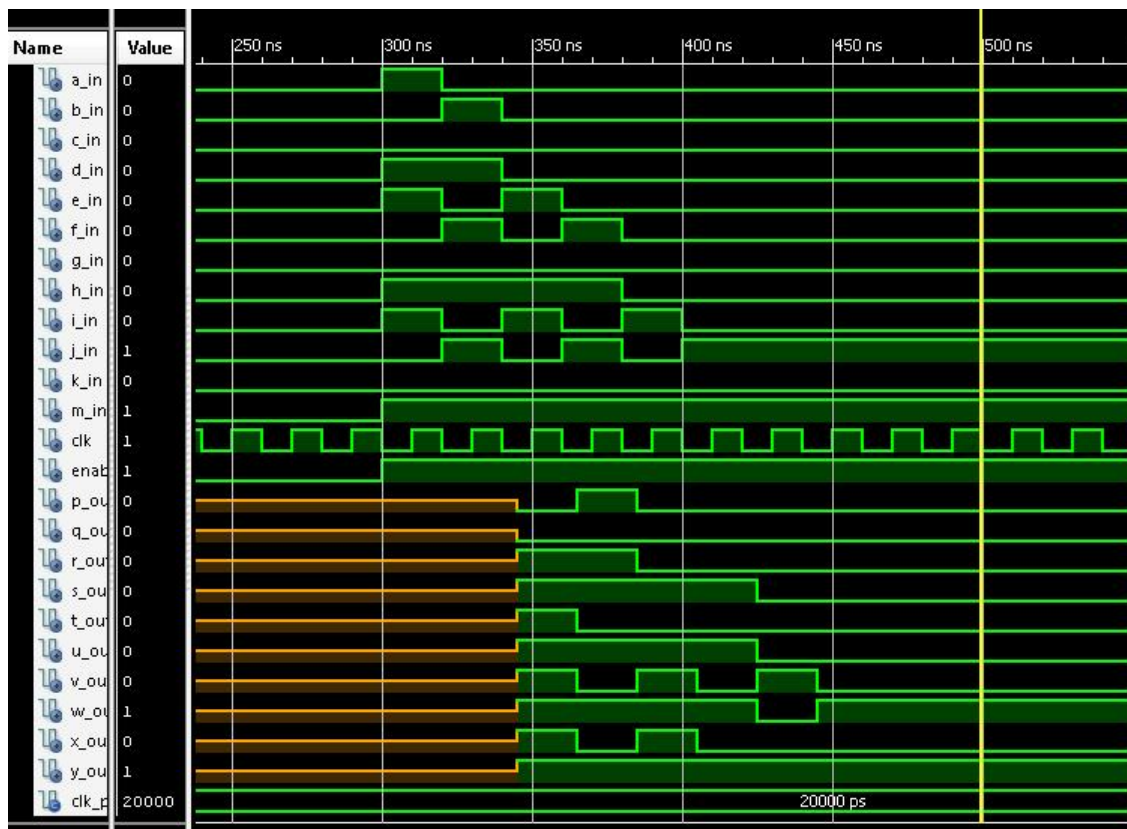 Name Value 250 ns 300 ns 350 ns 400 ns 450 ns 500 ns
a_in 0
b_in 0
c_in 0
d_in 0
e_in 0
f_in 0
g_in 0
h_in 0
i_in 0
j_in 1
k_in 0
m_in 1
clk 1
enab 1
p_ou 0
q_ou 0
r_ou 0
s_ou 0
t_ou 0
u_ou 0
v_ou 0
w_ou 1
x_ou 0
y_ou 1
clk_p 20000 20000 ps